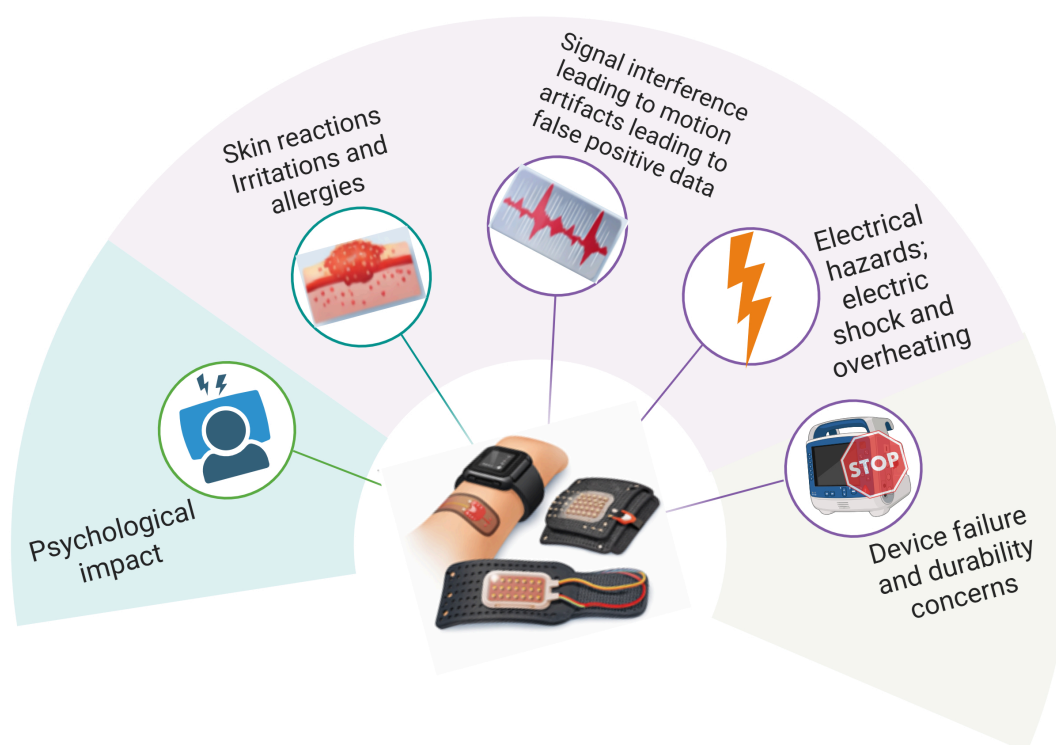 Psychological
impact
Skin reactions
Irritations and
allergies
Signal interference
leading to motion
artifacts leading to
false positive data
Electrical
hazards;
electric
shock and
overheating
STOP
Device failure
and durability
concerns